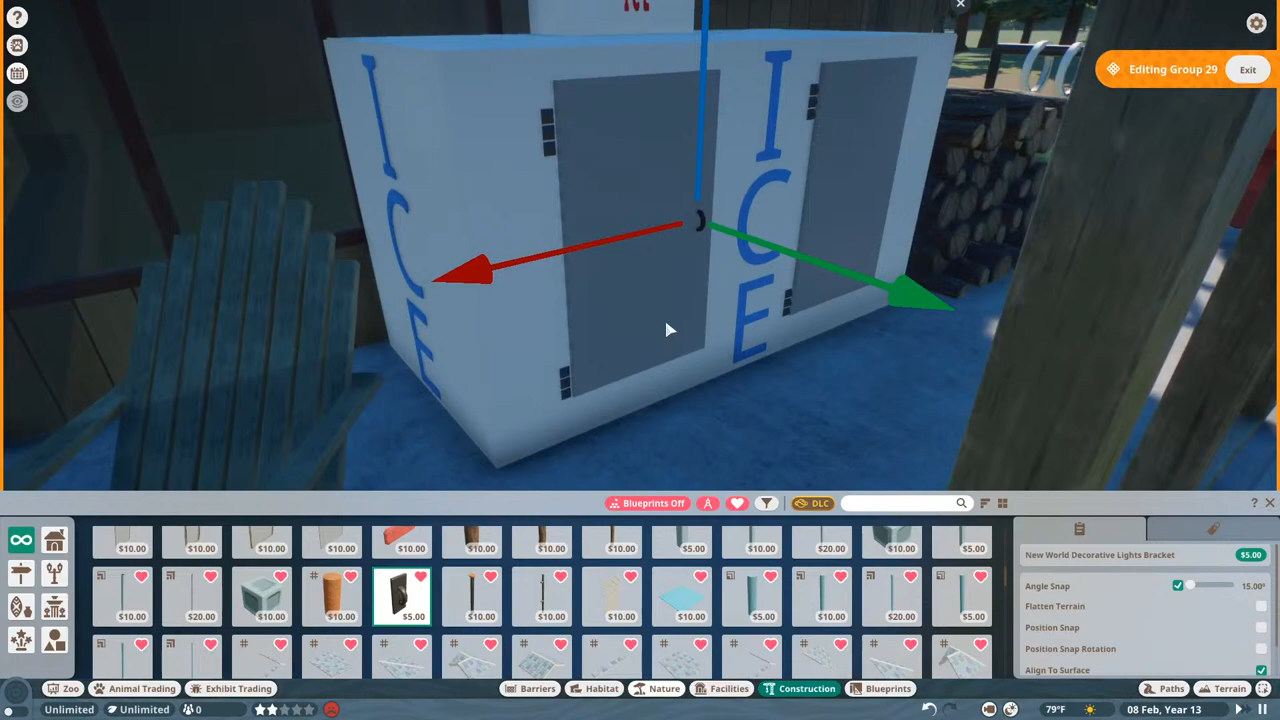 Editing Group 29
Exit
ICE
ICE
Blueprints Off
DLC
$10.00 $10.00 $10.00 $10.00 $10.00 $10.00 $10.00 $10.00 $5.00 $10.00 $20.00 $10.00 $5.00
$10.00 $20.00 $10.00 $10.00 $5.00 $10.00 $10.00 $10.00 $10.00 $5.00 $10.00 $20.00 $5.00
New World Decorative Lights Bracket $5.00
Angle Snap 15.00°
Flatten Terrain
Position Snap
Position Snap Rotation
Align To Surface
Zoo Animal Trading Exhibit Trading Barriers Habitat Nature Facilities Construction Blueprints Paths Terrain
Unlimited Unlimited 0 79°F 08 Feb, Year 13